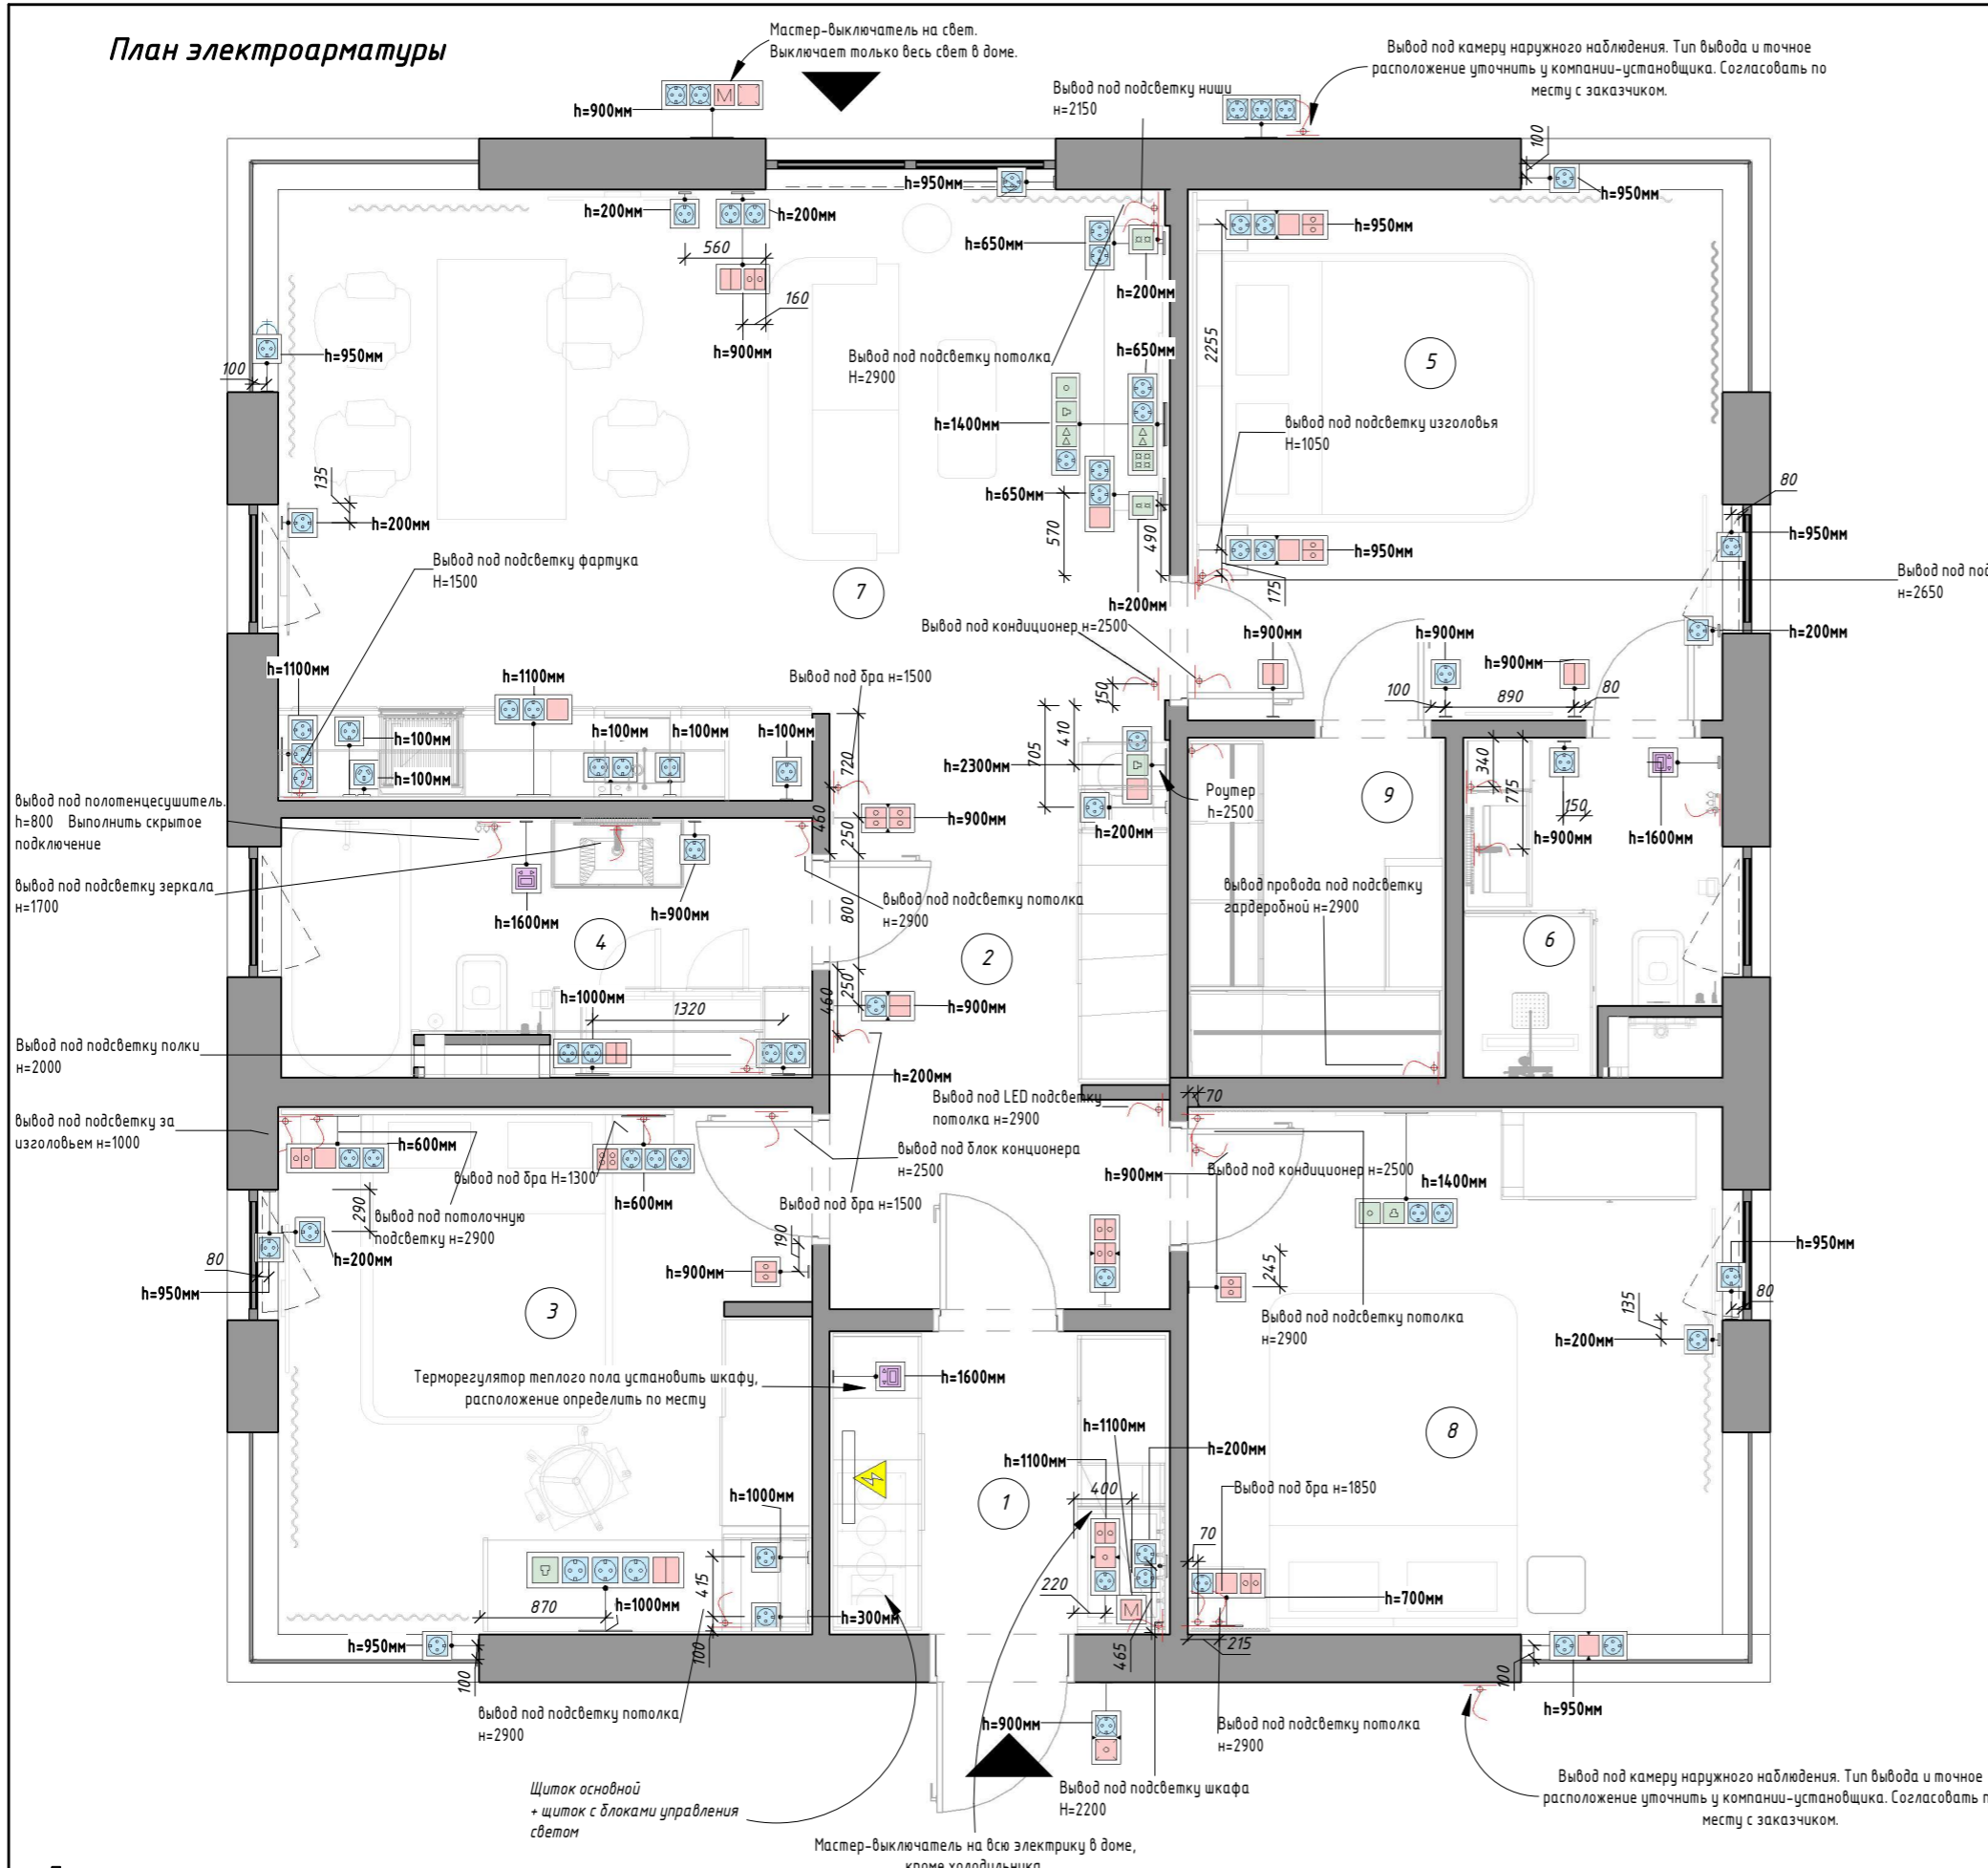 План электроарматуры
Мастер-выключатель на свет.
Выключает только весь свет в доме.
h=900мм
M
Вывод под подсветку ниши
н=2150
Вывод под камеру наружного наблюдения. Тип вывода и точное
расположение уточнить у компании-установщика. Согласовать по
месту с заказчиком.
100
h=950мм
h=950мм
h=200мм
h=200мм
h=650мм
h=950мм
560
160
h=200мм
h=900мм
h=950мм
100
Вывод под подсветку потолка
Н=2900
h=650мм
2255
5
h=1400мм
вывод под подсветку изголовья
Н=1050
135
h=200мм
h=650мм
570
490
80
h=950мм
h=950мм
Вывод под подсветку фартука
Н=1500
7
h=200мм
175
Вывод под под
н=2650
Вывод под кондиционер н=2500
h=900мм
h=900мм
h=200мм
h=1100мм
h=1100мм
Вывод под бра н=1500
150
h=900мм
100
890
80
h=100мм
h=100мм
h=100мм
h=100мм
h=100мм
720
705
410
h=2300мм
Роутер
h=2500
9
340
775
150
вывод под полотенцесушитель.
h=800 Выполнить скрытое
подключение
460
250
h=900мм
h=200мм
h=900мм
h=1600мм
вывод под подсветку зеркала
н=1700
h=1600мм
h=900мм
вывод под подсветку потолка
н=2900
800
вывод провода под подсветку
гардеробной н=2900
4
2
6
h=1000мм
1320
460
250
h=900мм
Вывод под подсветку полки
н=2000
h=200мм
Вывод под LED подсветку
потолка н=2900
70
вывод под подсветку за
изголовьем н=1000
h=600мм
вывод под бра Н=1300
h=600мм
вывод под блок конционера
н=2500
h=900мм
Вывод под кондиционер н=2500
h=1400мм
290
вывод под потолочную
подсветку н=2900
Вывод под бра н=1500
h=200мм
80
h=950мм
190
h=900мм
245
h=950мм
80
3
Вывод под подсветку потолка
н=2900
135
h=200мм
Терморегулятор теплого пола установить шкафу,
расположение определить по месту
h=1600мм
h=1100мм
h=200мм
8
h=1100мм
400
1
h=1000мм
Вывод под бра н=1850
70
415
870
h=1000мм
h=300мм
220
M
h=700мм
h=950мм
100
100
465
215
100
h=950мм
вывод под подсветку потолка
н=2900
h=900мм
Вывод под подсветку потолка
н=2900
Щиток основной
+ щиток с блоками управления
светом
Вывод под подсветку шкафа
Н=2200
Вывод под камеру наружного наблюдения. Тип вывода и точное
расположение уточнить у компании-установщика. Согласовать п
месту с заказчиком.
Мастер-выключатель на всю электрику в доме,
кроме холодильника